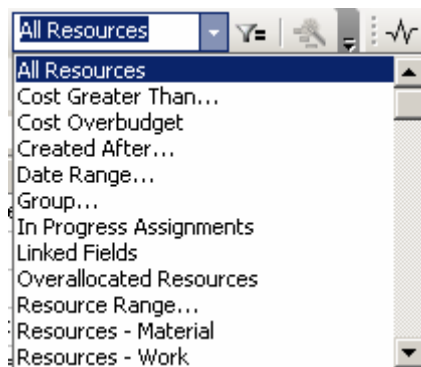 All Resources
All Resources
Cost Greater Than...
Cost Overbudget
Created After...
Date Range...
Group...
In Progress Assignments
Linked Fields
Overallocated Resources
Resource Range...
Resources - Material
Resources - Work